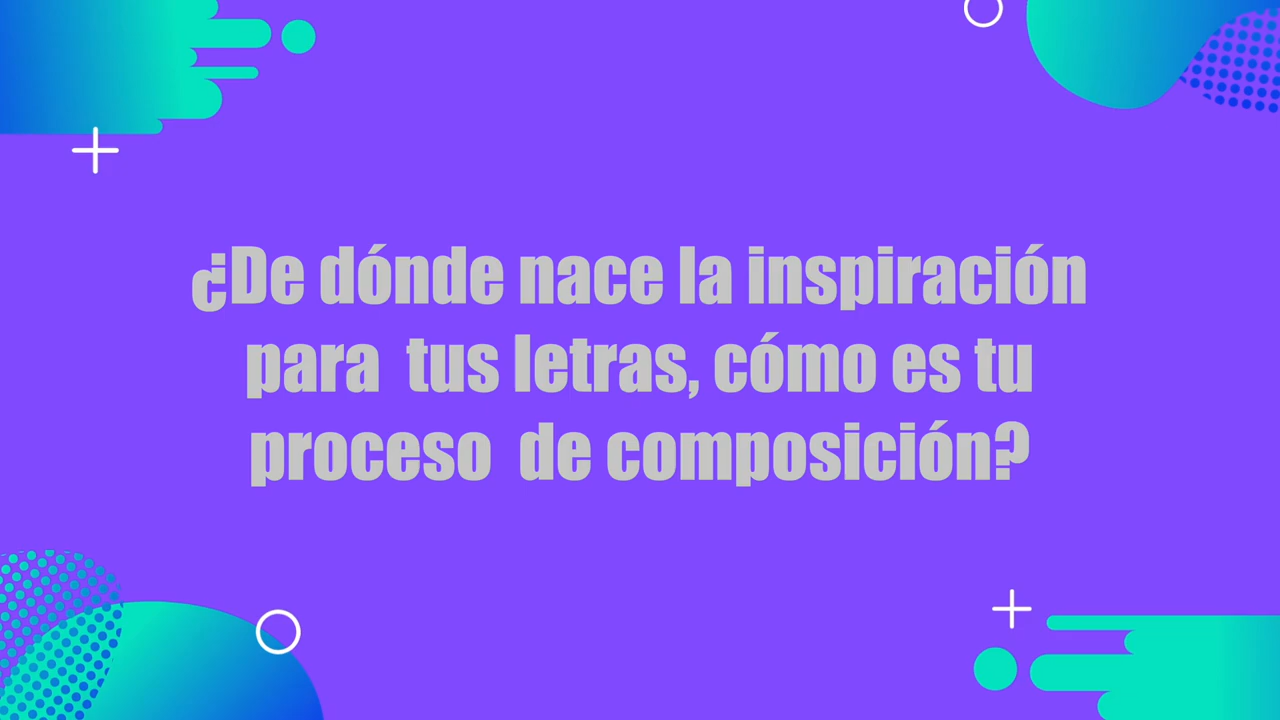 ¿De dónde nace la inspiración
para  tus letras, cómo es tu
proceso  de composición?